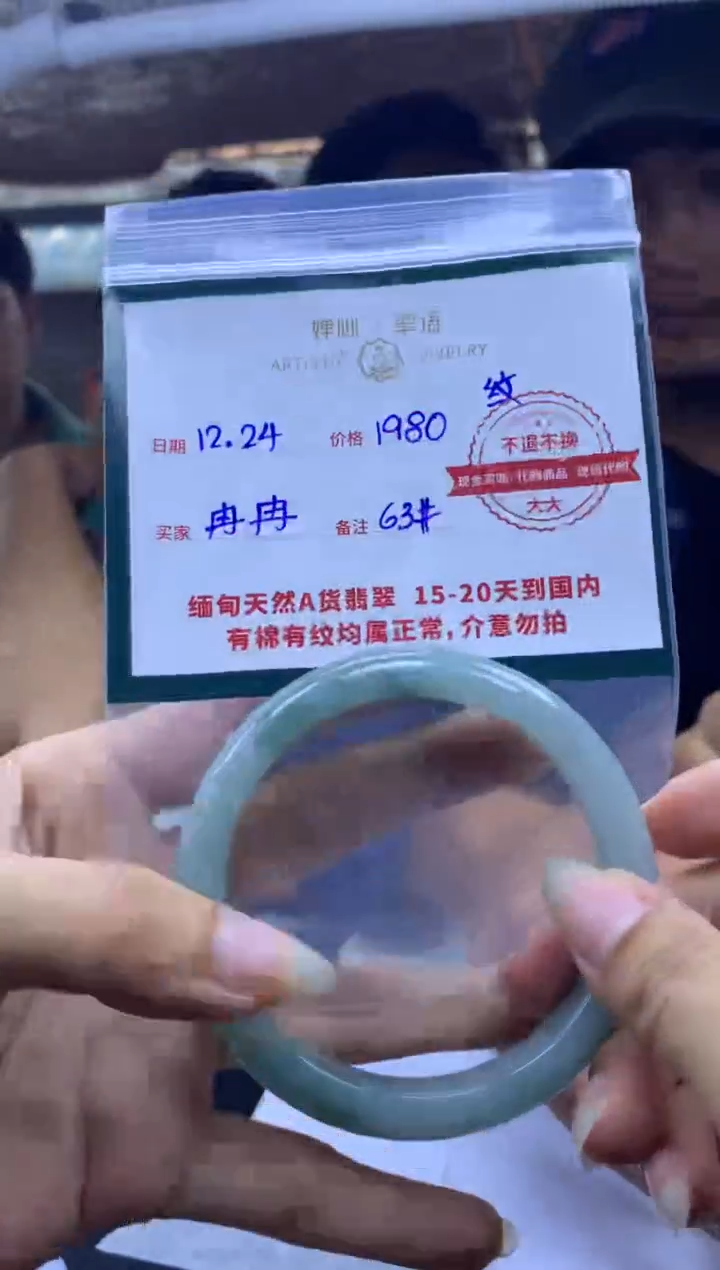 纹
日期 12.24 价格 1980
不退不换
买家 冉冉 备注 63#
大大
缅甸天然A货翡翠 15-20天到国内
有棉有纹均属正常,介意勿拍